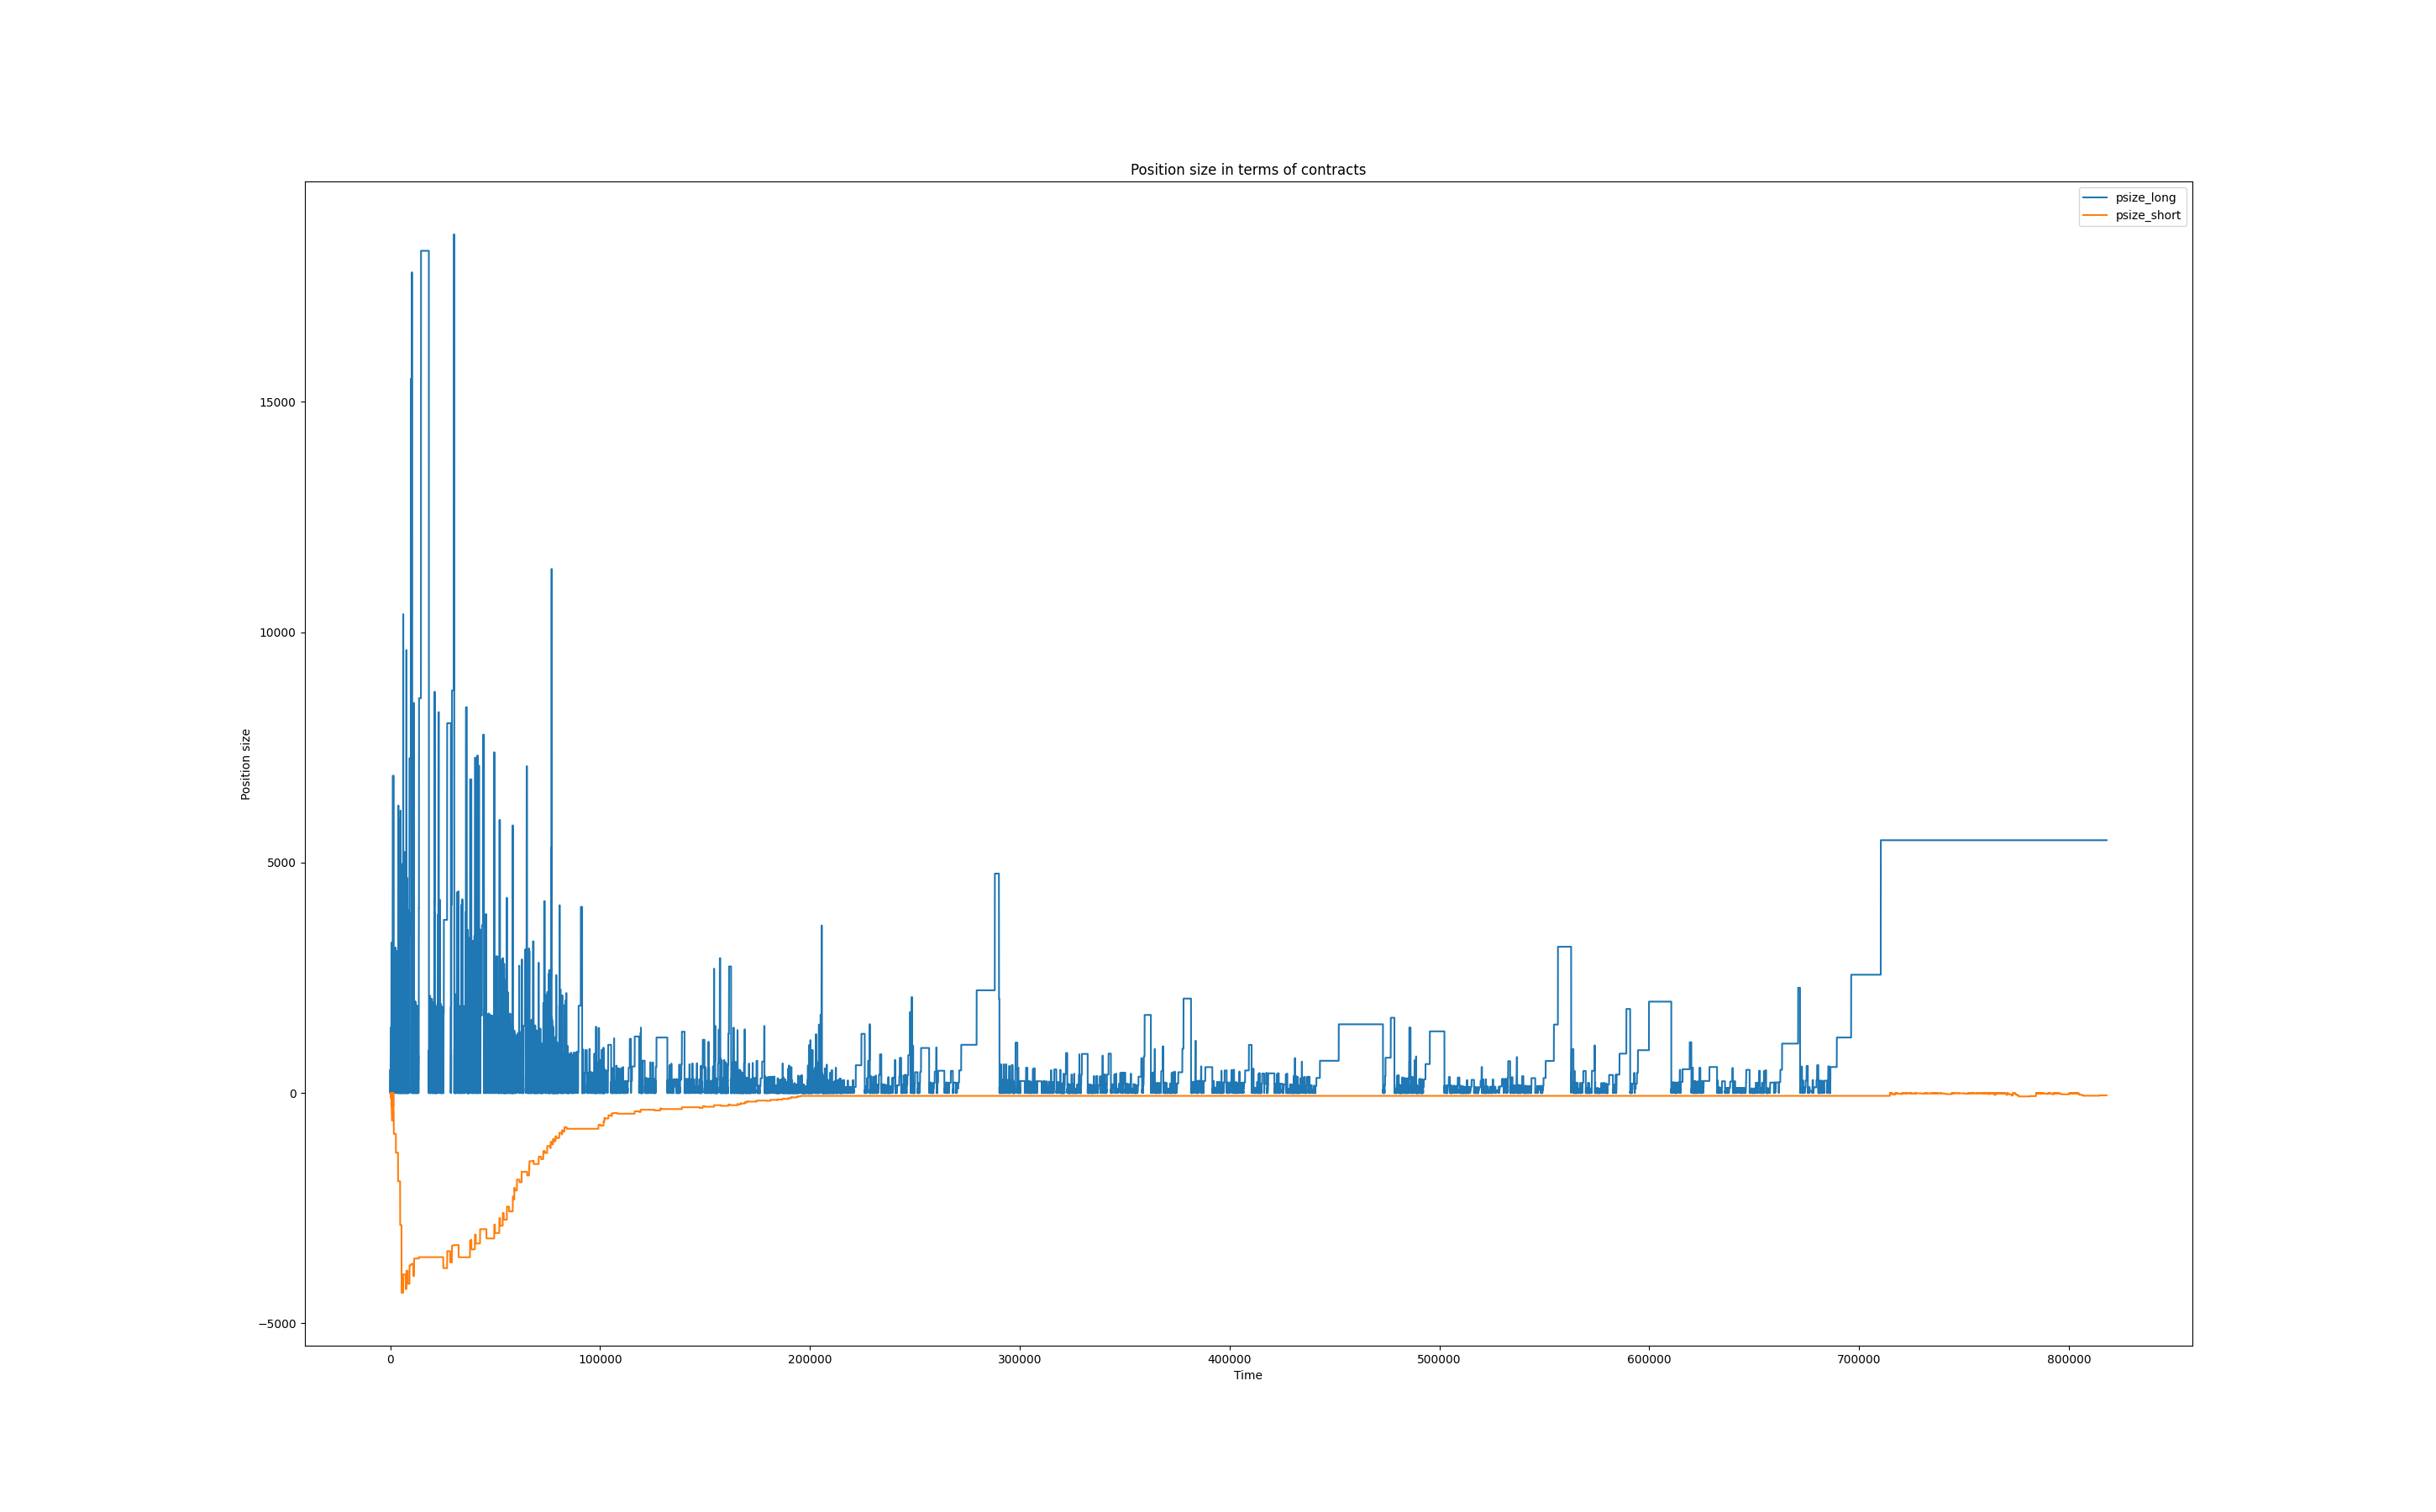 Position size in terms of contracts
psize_long
psize_short
Position size
15000
10000
5000
0
−5000
0 100000 200000 300000 400000 500000 600000 700000 800000
Time